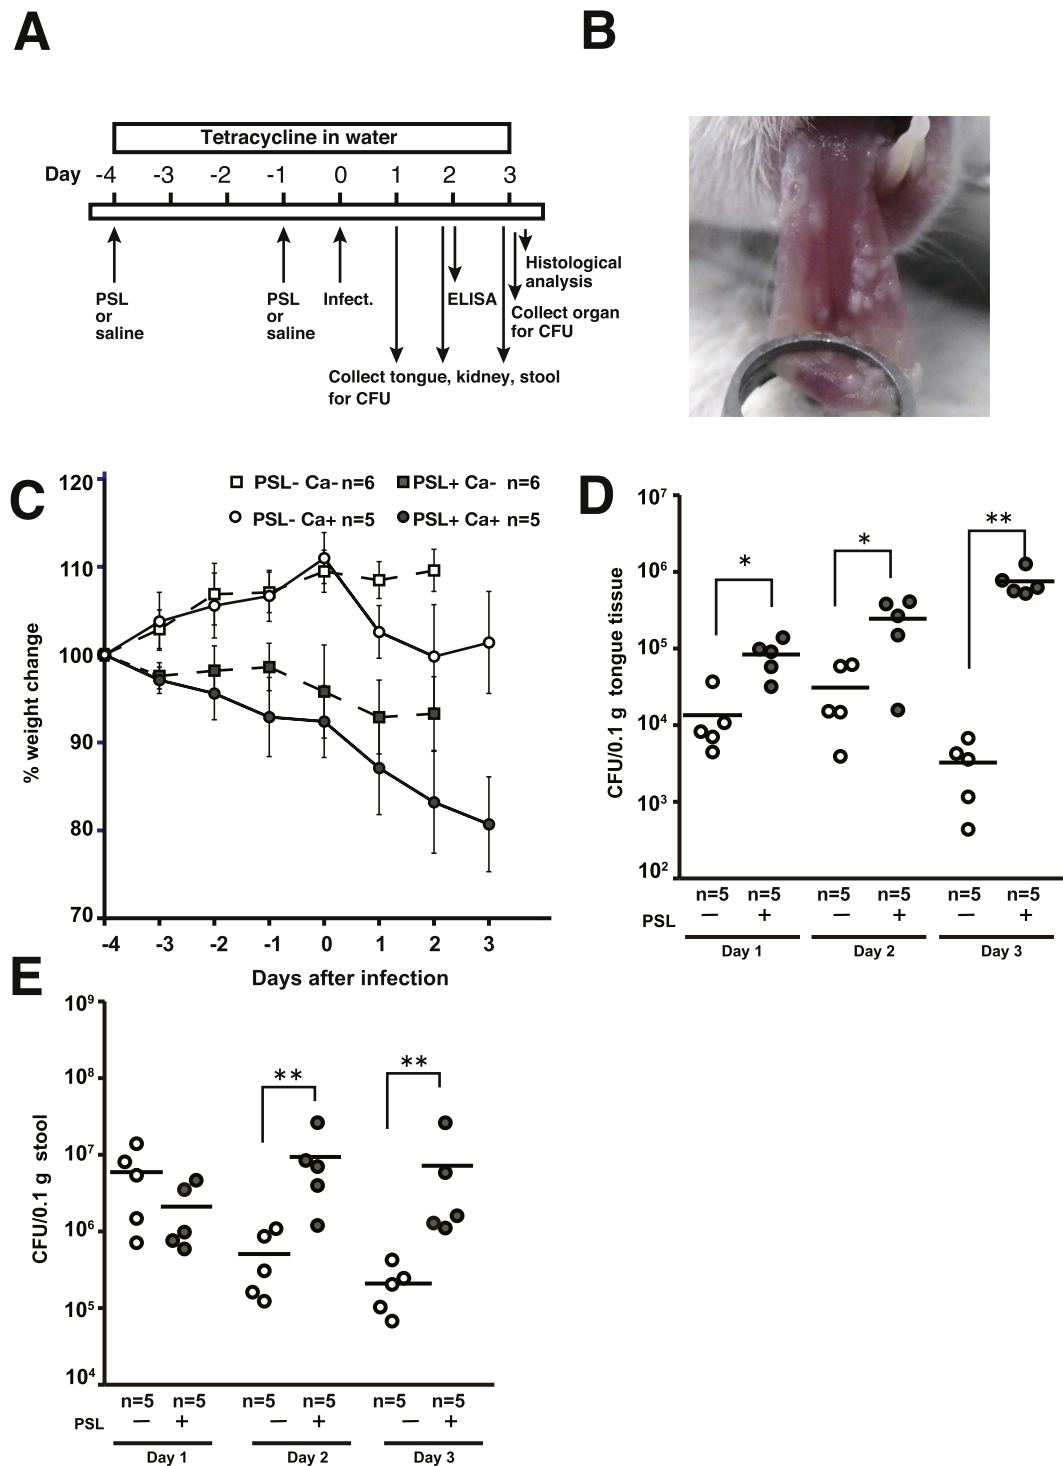 A
B
Tetracycline in water
Day -4 -3 -2 -1 0 1 2 3
PSL
or
saline
PSL
or
saline
Infect.
ELISA
Histological
analysis
Collect organ
for CFU
Collect tongue, kidney, stool
for CFU
C
PSL- Ca- n=6 PSL+ Ca- n=6
PSL- Ca+ n=5 PSL+ Ca+ n=5
% weight change
120
110
100
90
80
70
-4 -3 -2 -1 0 1 2 3
Days after infection
D
CFU/0.1 g tongue tissue
10⁷
10⁶
10⁵
10⁴
10³
10²
* * **
n=5 n=5 n=5 n=5 n=5 n=5
PSL — + — + — +
Day 1 Day 2 Day 3
E
CFU/0.1 g stool
10⁹
10⁸
10⁷
10⁶
10⁵
10⁴
** **
n=5 n=5 n=5 n=5 n=5 n=5
PSL — + — + — +
Day 1 Day 2 Day 3